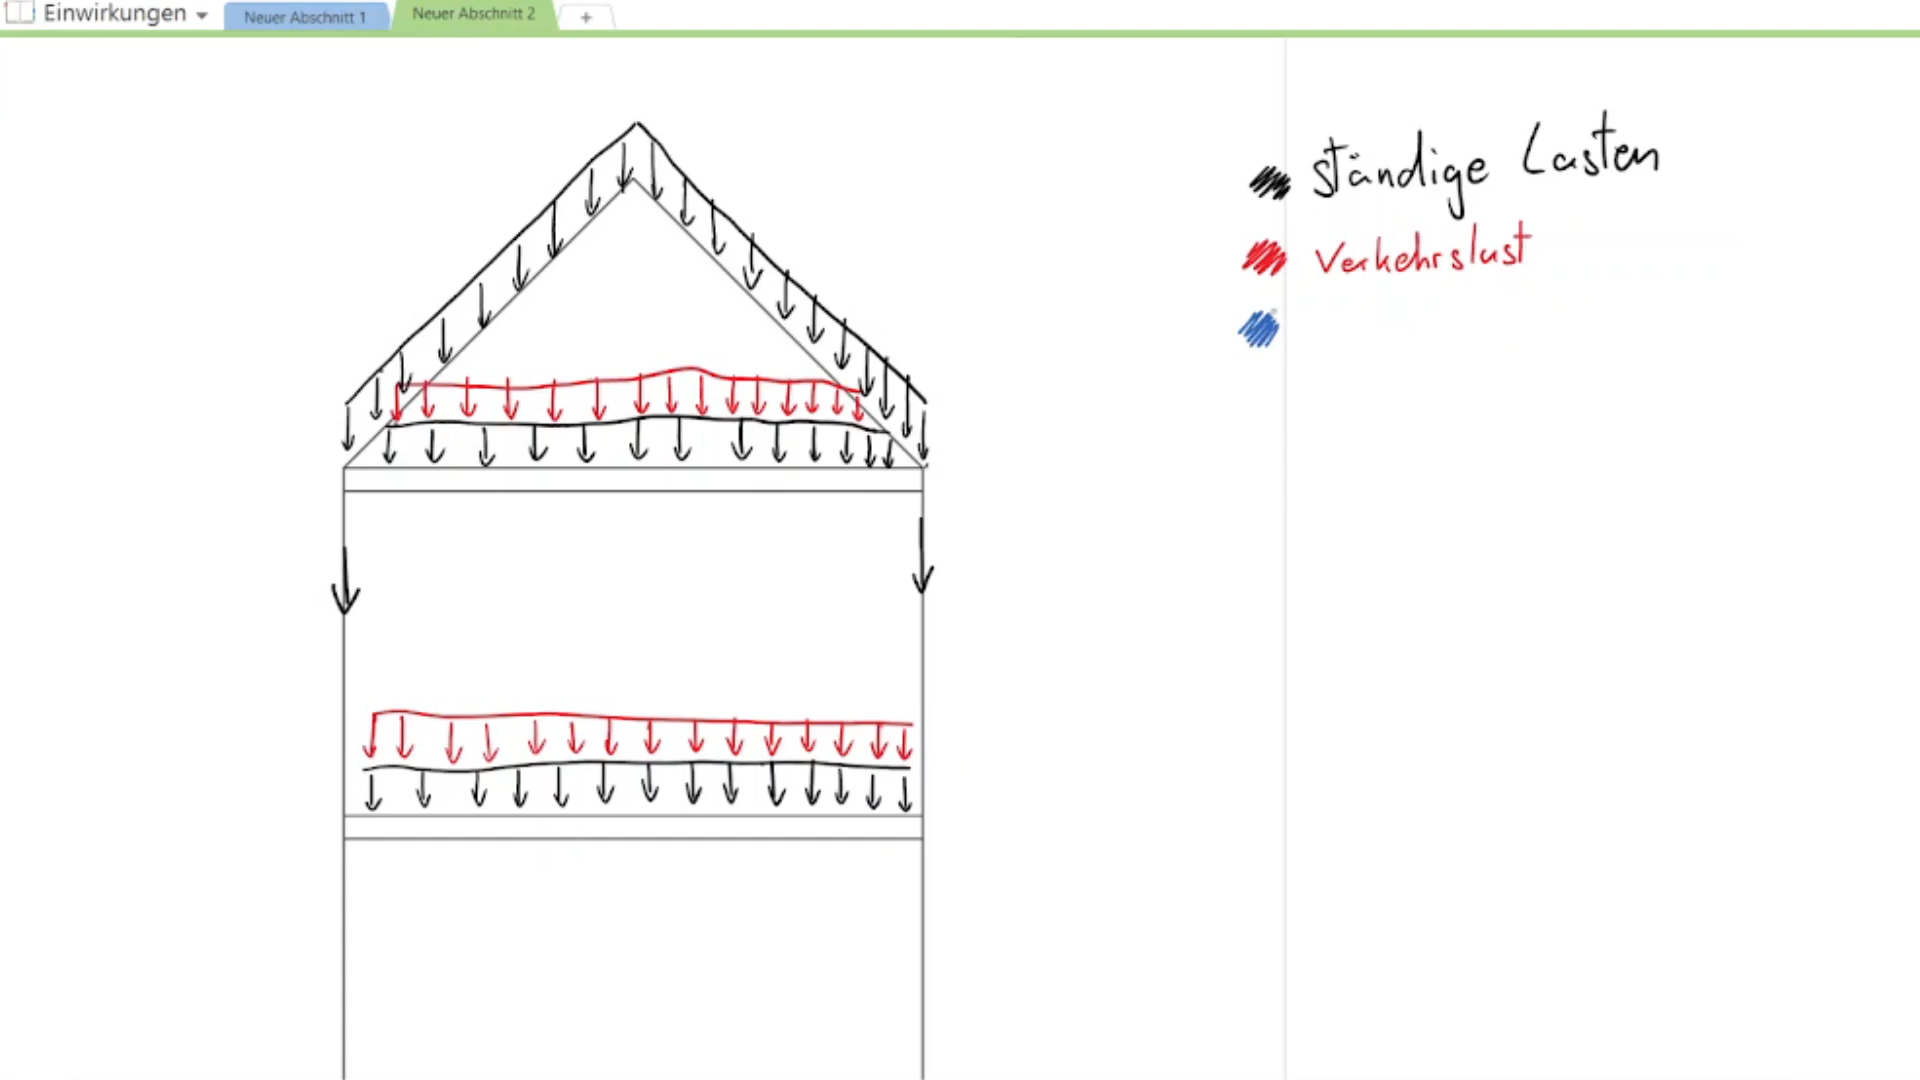 Einwirkungen
Neuer Abschnitt 1
Neuer Abschnitt 2
+
ständige Lasten
Verkehrslast